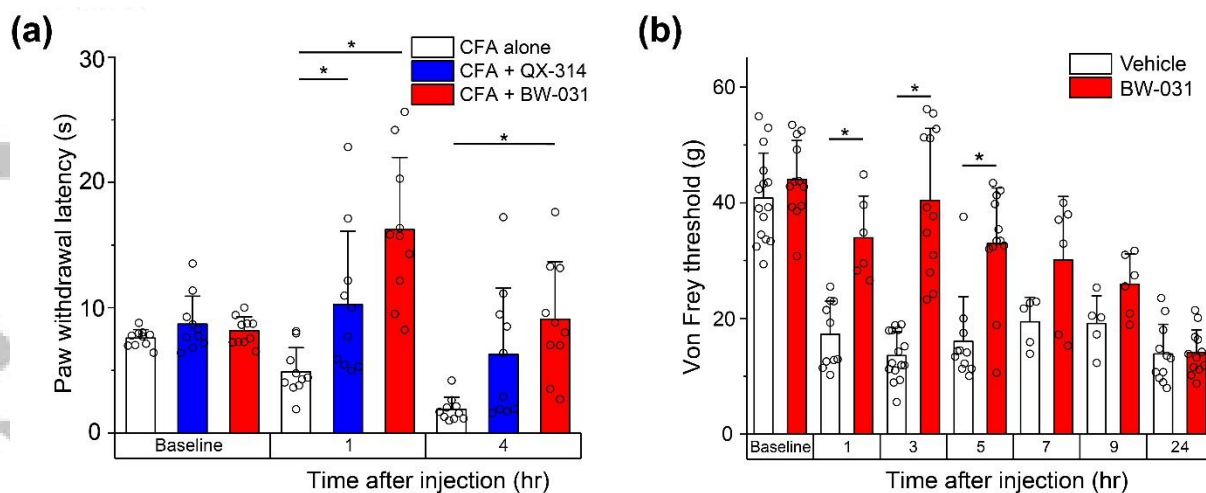 (a)
Paw withdrawal latency (s)
30
20
10
0
CFA alone
CFA + QX-314
CFA + BW-031
*
*
*
Baseline
1
4
Time after injection (hr)
(b)
Von Frey threshold (g)
60
40
20
0
Vehicle
BW-031
*
*
*
Baseline
1
3
5
7
9
24
Time after injection (hr)